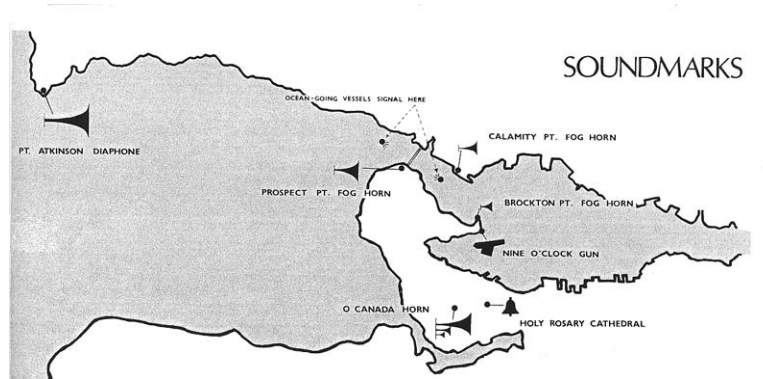 SOUNDMARKS
OCEAN-GOING VESSELS SIGNAL HERE
CALAMITY PT. FOG HORN
PT. ATKINSON DIAPHONE
PROSPECT PT. FOG HORN
BROCKTON PT. FOG HORN
NINE O'CLOCK GUN
O CANADA HORN
HOLY ROSARY CATHEDRAL